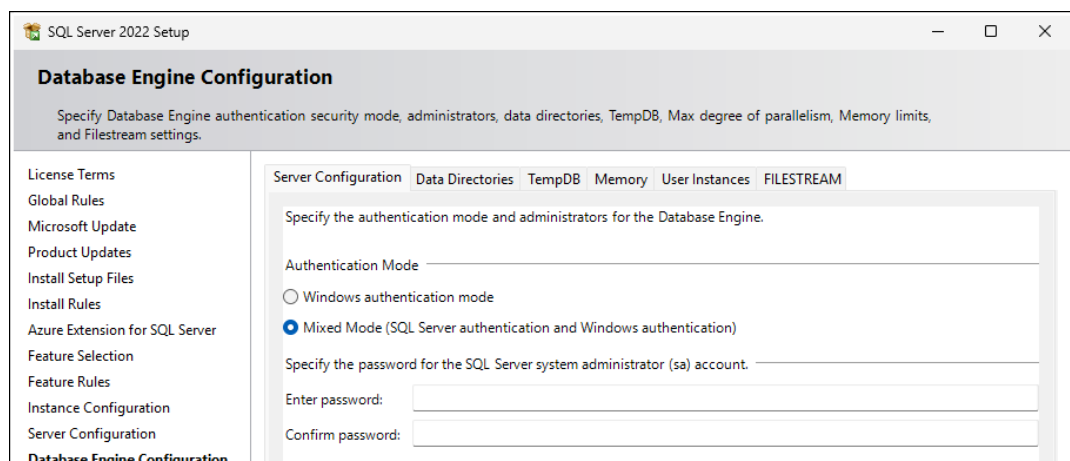 SQL Server 2022 Setup
Database Engine Configuration
Specify Database Engine authentication security mode, administrators, data directories, TempDB, Max degree of parallelism, Memory limits,
and Filestream settings.
License Terms
Global Rules
Microsoft Update
Product Updates
Install Setup Files
Install Rules
Azure Extension for SQL Server
Feature Selection
Feature Rules
Instance Configuration
Server Configuration
Database Engine Configuration
Server Configuration Data Directories TempDB Memory User Instances FILESTREAM
Specify the authentication mode and administrators for the Database Engine.
Authentication Mode
Windows authentication mode
Mixed Mode (SQL Server authentication and Windows authentication)
Specify the password for the SQL Server system administrator (sa) account.
Enter password:
Confirm password: